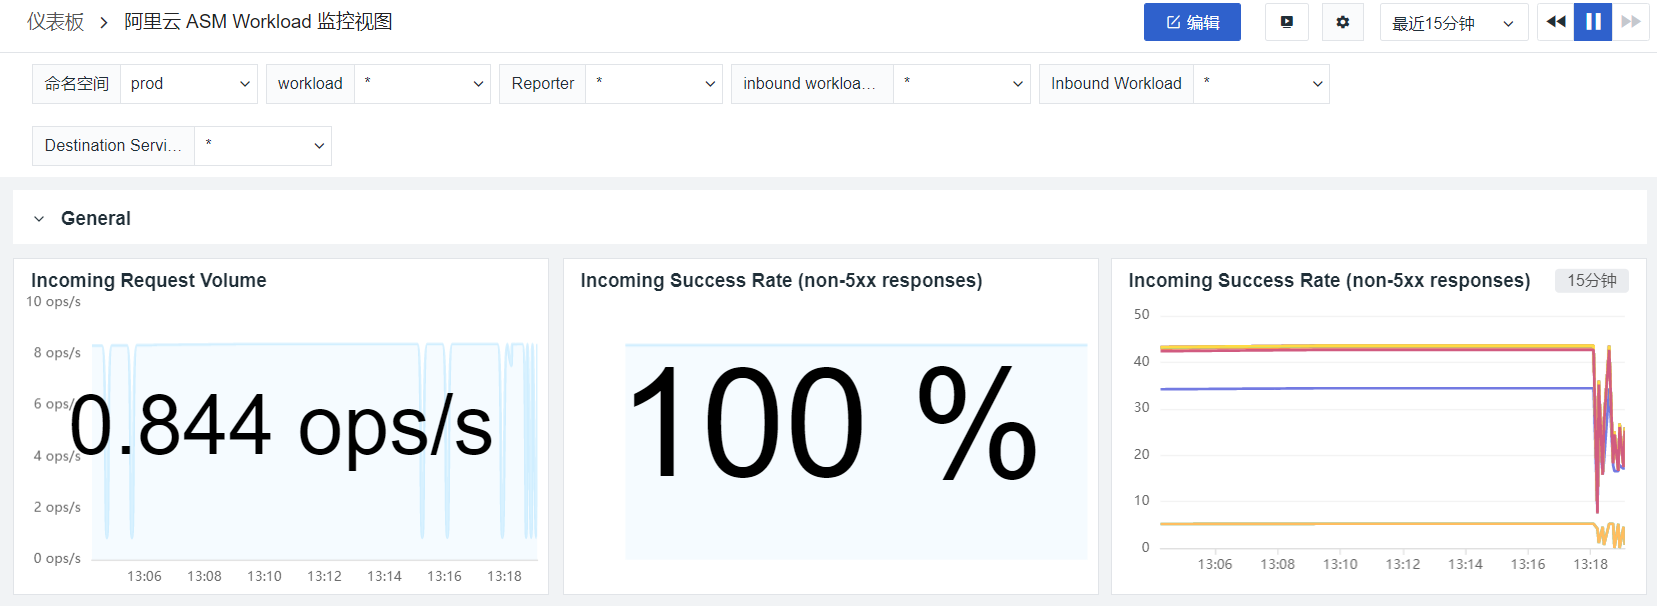 仪表板 > 阿里云 ASM Workload 监控视图
编辑
最近15分钟
命名空间 prod
workload *
Reporter *
inbound workloa... *
Inbound Workload *
Destination Servi... *
General
Incoming Request Volume
10 ops/s
8 ops/s
6 ops/s
4 ops/s
2 ops/s
0 ops/s
0.844 ops/s
13:06 13:08 13:10 13:12 13:14 13:16 13:18
Incoming Success Rate (non-5xx responses)
100 %
Incoming Success Rate (non-5xx responses) 15分钟
50
40
30
20
10
0
13:06 13:08 13:10 13:12 13:14 13:16 13:18